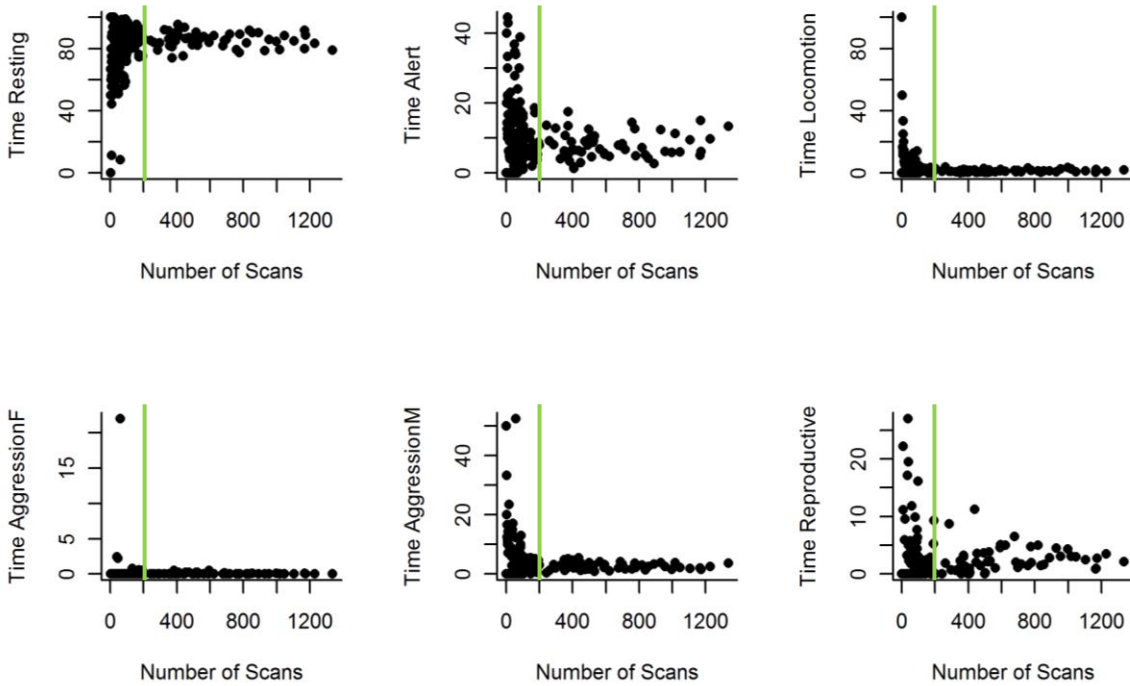 Time Resting
80
40
0
0 400 800 1200
Number of Scans
Time Alert
40
20
0
0 400 800 1200
Number of Scans
Time Locomotion
80
40
0
0 400 800 1200
Number of Scans
Time AggressionF
15
5
0
0 400 800 1200
Number of Scans
Time AggressionM
40
20
0
0 400 800 1200
Number of Scans
Time Reproductive
20
10
0
0 400 800 1200
Number of Scans